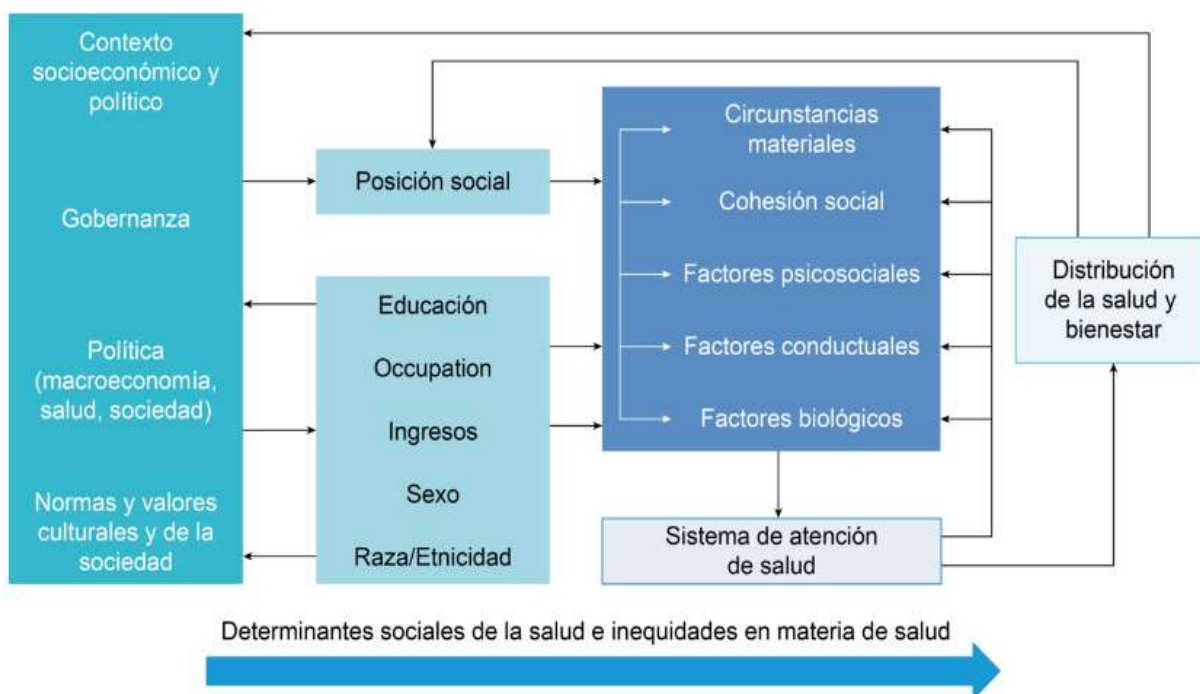 Contexto
socioeconómico y
político
Gobernanza
Política
(macroeconomía,
salud, sociedad)
Normas y valores
culturales y de la
sociedad
Posición social
Educación
Occupation
Ingresos
Sexo
Raza/Etnicidad
Circunstancias
materiales
Cohesión social
Factores psicosociales
Factores conductuales
Factores biológicos
Sistema de atención
de salud
Distribución
de la salud y
bienestar
Determinantes sociales de la salud e inequidades en materia de salud